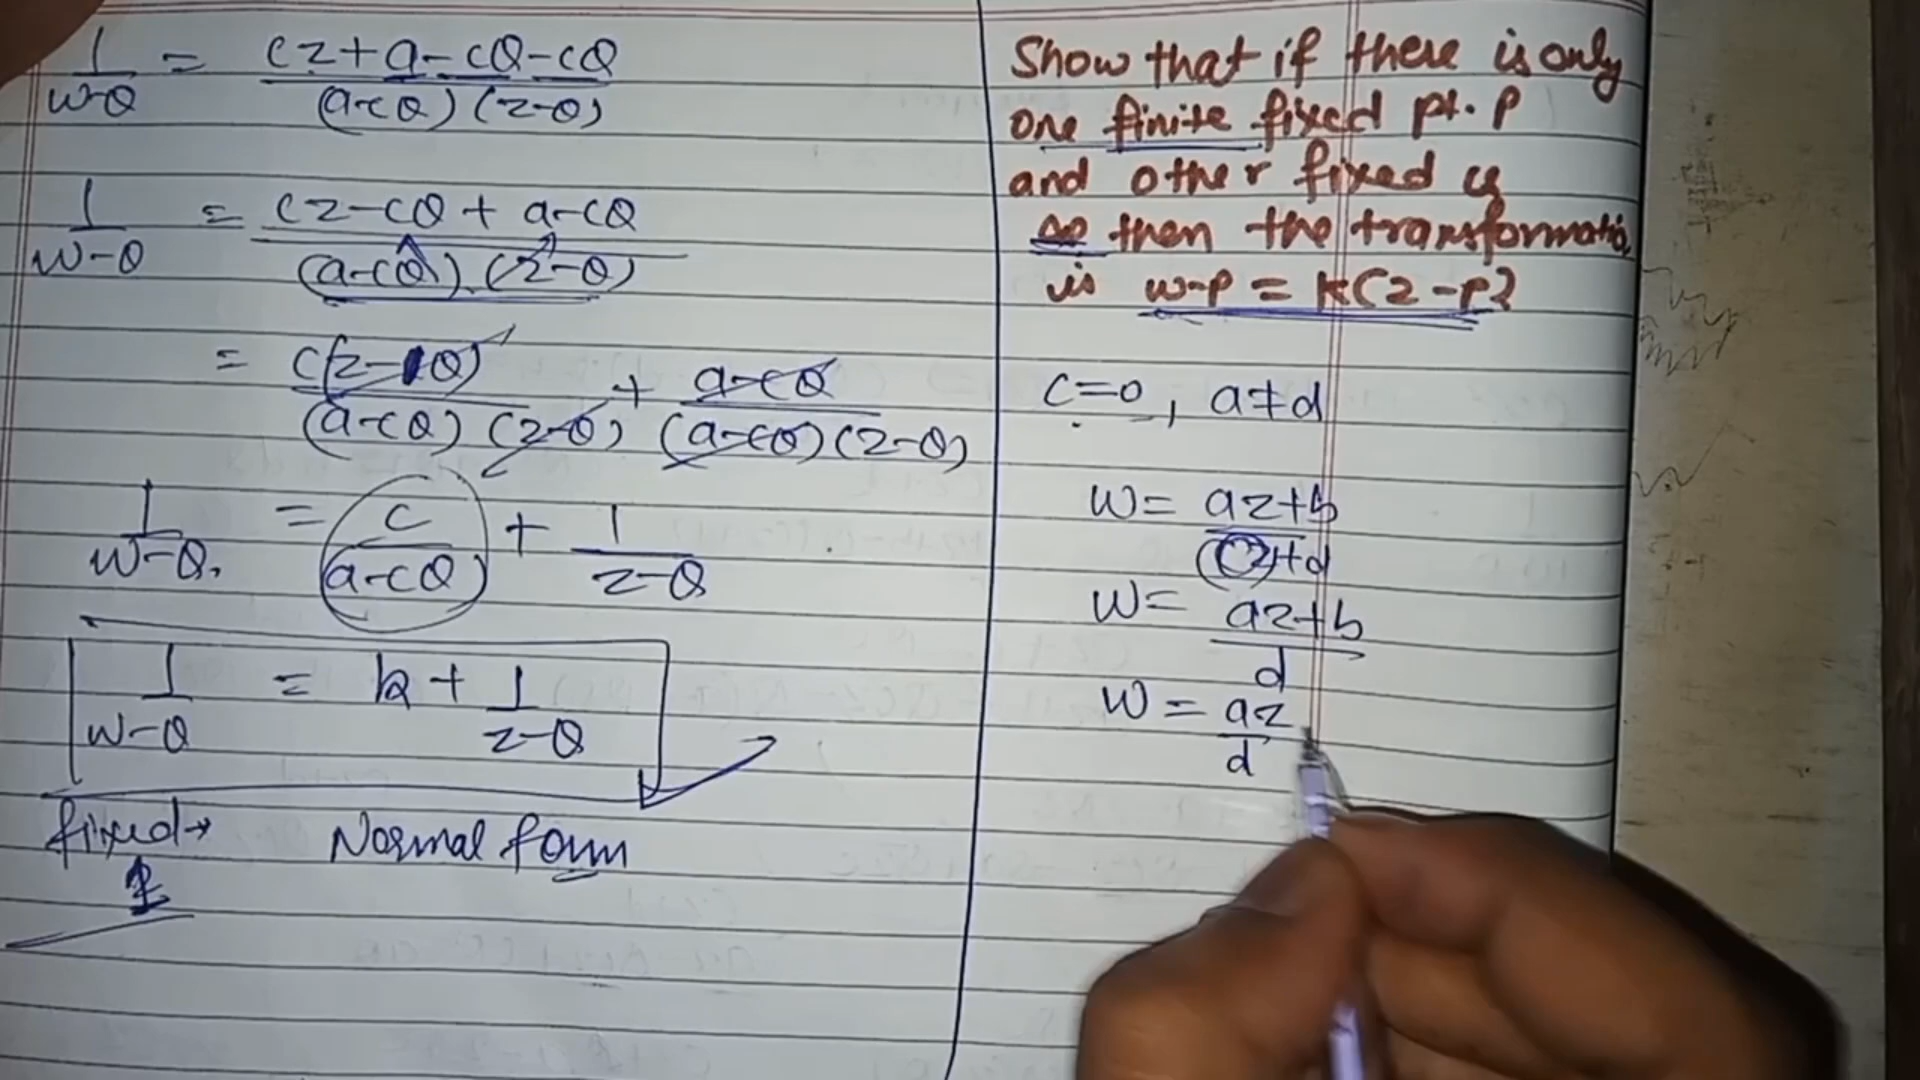 1/(w-Q) = (cz+a-cQ-cQ)/((a-cQ)(z-Q))
1/(w-Q) = (cz-cQ+a-cQ)/((a-cQ).(z-Q))
= c(z-Q)/((a-cQ)(z-Q)) + (a-cQ)/((a-cQ)(z-Q))
1/(w-Q). = c/(a-cQ) + 1/(z-Q)
1/(w-Q) = k + 1/(z-Q)
fixed→ Normal form
1
Show that if there is only
one finite fixed pt. P
and other fixed is
∞ then the transformatio
is w-p = k(z-p)
c=0, a≠d
w = (az+b)/(cz+d)
w = (az+b)/d
w = az/d